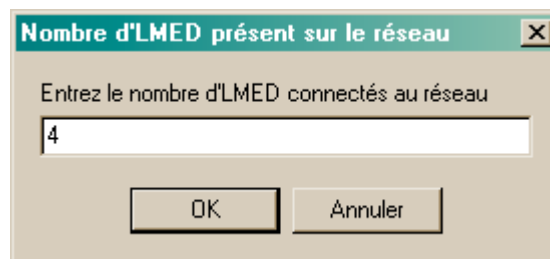 Nombre d'LMED présent sur le réseau
Entrez le nombre d'LMED connectés au réseau
4
OK Annuler